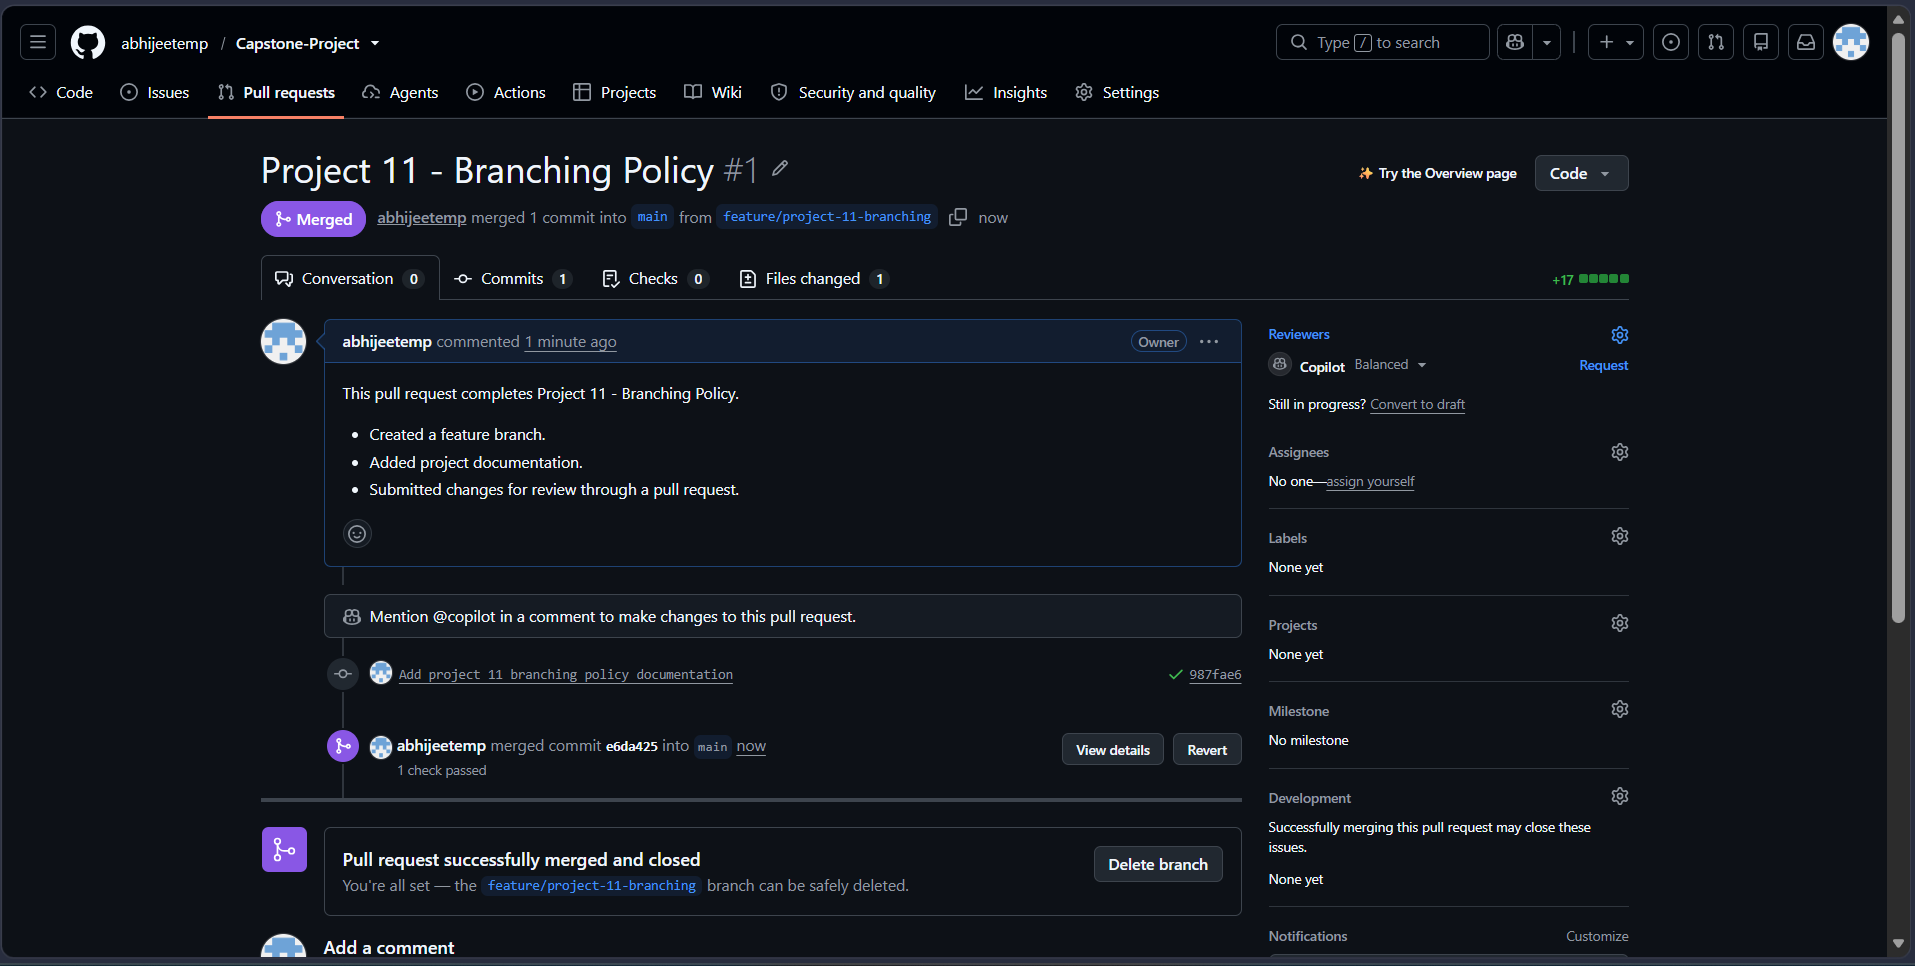 abhijeetemp / Capstone-Project
Type / to search
Code
Issues
Pull requests
Agents
Actions
Projects
Wiki
Security and quality
Insights
Settings
Project 11 - Branching Policy #1
Try the Overview page
Code
Merged
abhijeetemp merged 1 commit into main from feature/project-11-branching now
Conversation 0
Commits 1
Checks 0
Files changed 1
+17
abhijeetemp commented 1 minute ago
Owner
This pull request completes Project 11 - Branching Policy.
Created a feature branch.
Added project documentation.
Submitted changes for review through a pull request.
Mention @copilot in a comment to make changes to this pull request.
Add project 11 branching policy documentation
987fae6
abhijeetemp merged commit e6da425 into main now
1 check passed
View details
Revert
Pull request successfully merged and closed
You're all set — the feature/project-11-branching branch can be safely deleted.
Delete branch
Add a comment
Reviewers
Copilot Balanced
Request
Still in progress? Convert to draft
Assignees
No one—assign yourself
Labels
None yet
Projects
None yet
Milestone
No milestone
Development
Successfully merging this pull request may close these
issues.
None yet
Notifications
Customize